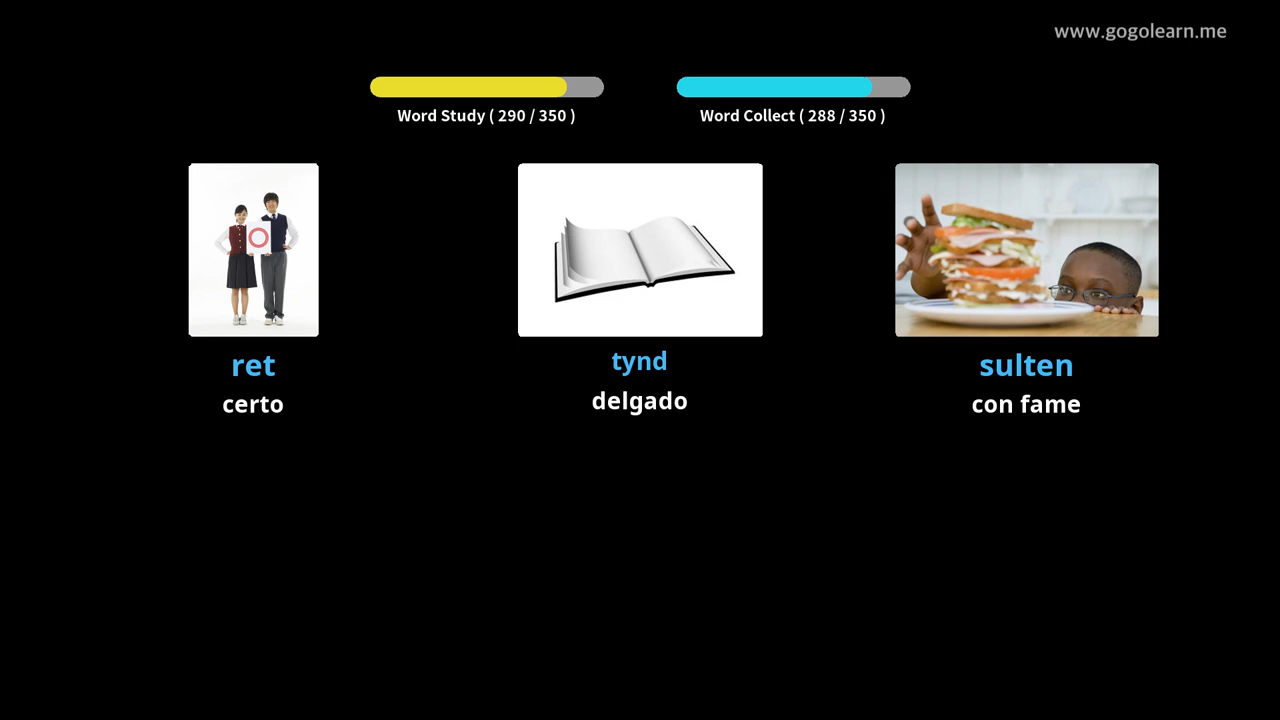 www.gogolearn.me
Word Study ( 290 / 350 )
Word Collect ( 288 / 350 )
ret
certo
tynd
delgado
sulten
con fame